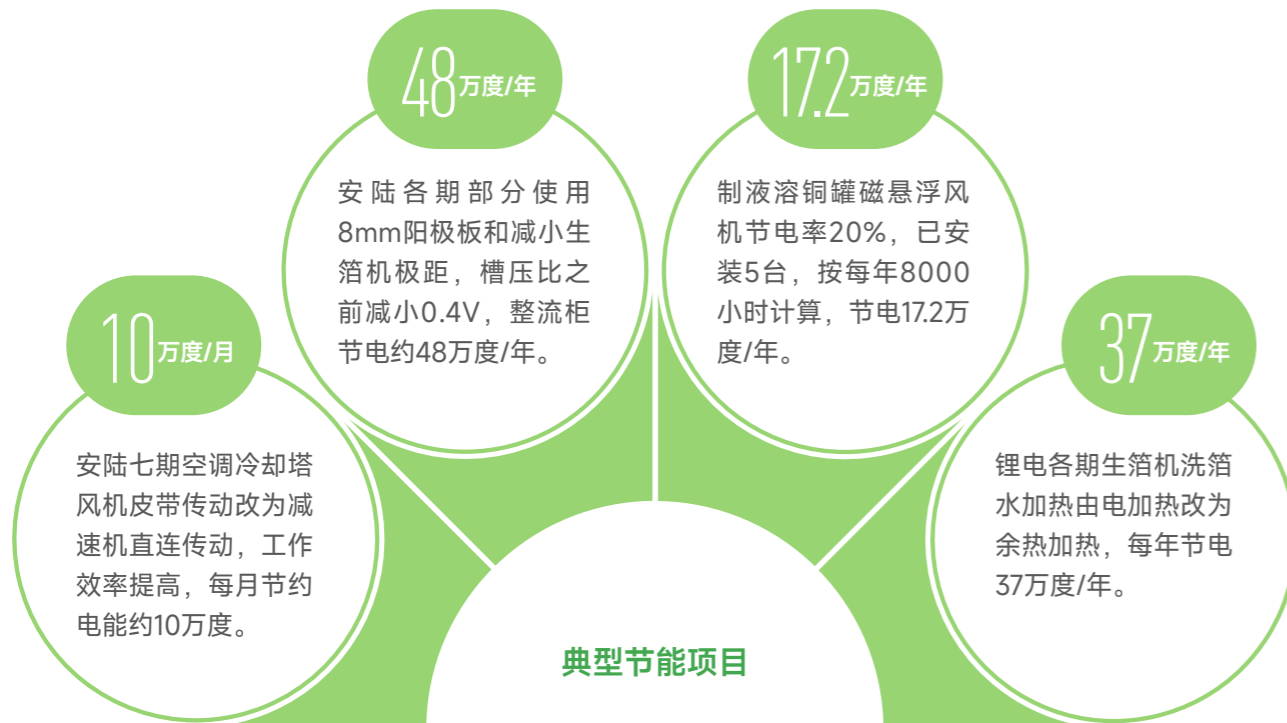 10万度/月
安陆七期空调冷却塔
风机皮带传动改为减
速机直连传动，工作
效率提高，每月节约
电能约10万度。
48万度/年
安陆各期部分使用
8mm阳极板和减小生
箔机极距，槽压比之
前减小0.4V，整流柜
节电约48万度/年。
17.2万度/年
制液溶铜罐磁悬浮风
机节电率20%，已安
装5台，按每年8000
小时计算，节电17.2万
度/年。
37万度/年
锂电各期生箔机洗箔
水加热由电加热改为
余热加热，每年节电
37万度/年。
典型节能项目